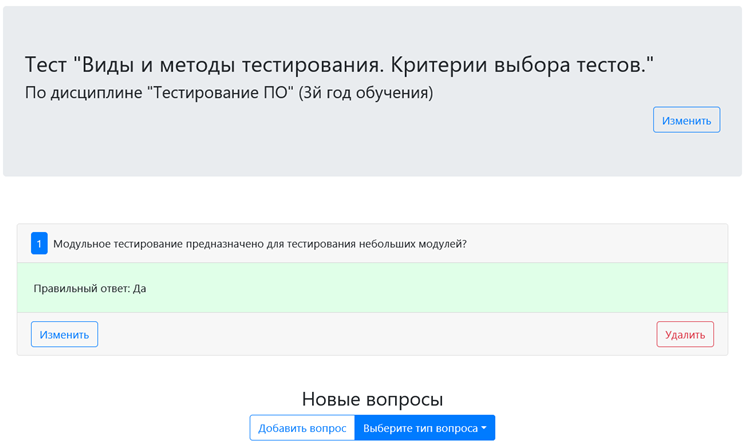 Тест "Виды и методы тестирования. Критерии выбора тестов."
По дисциплине "Тестирование ПО" (3й год обучения)
Изменить
1 Модульное тестирование предназначено для тестирования небольших модулей?
Правильный ответ: Да
Изменить Удалить
Новые вопросы
Добавить вопрос Выберите тип вопроса